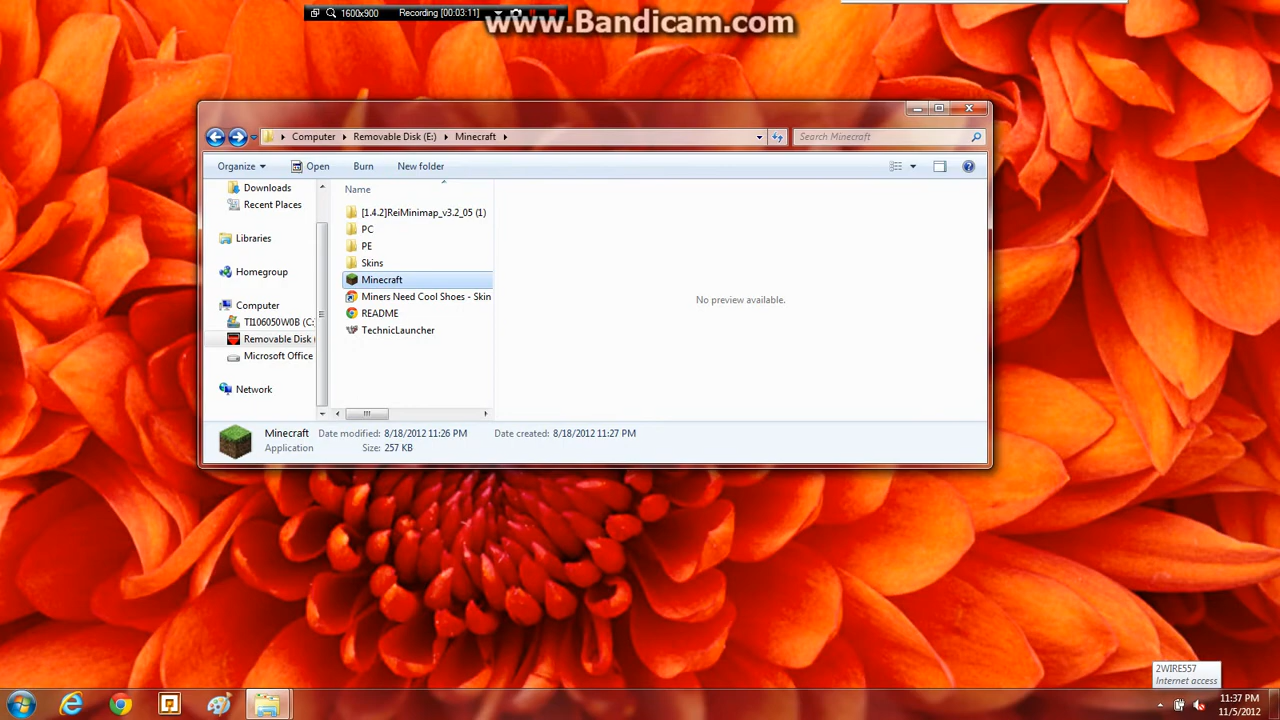 1600x900 Recording [00:03:11]
www.Bandicam.com
Computer Removable Disk (E:) Minecraft
Search Minecraft
Organize Open Burn New folder
Downloads
Recent Places
Libraries
Homegroup
Computer
TI106050W0B (C:
Removable Disk (
Microsoft Office
Network
Name
[1.4.2]ReiMinimap_v3.2_05 (1)
PC
PE
Skins
Minecraft
Miners Need Cool Shoes - Skin
README
TechnicLauncher
No preview available.
Minecraft Date modified: 8/18/2012 11:26 PM Date created: 8/18/2012 11:27 PM
Application Size: 257 KB
2WIRE557
Internet access
11:37 PM
11/5/2012